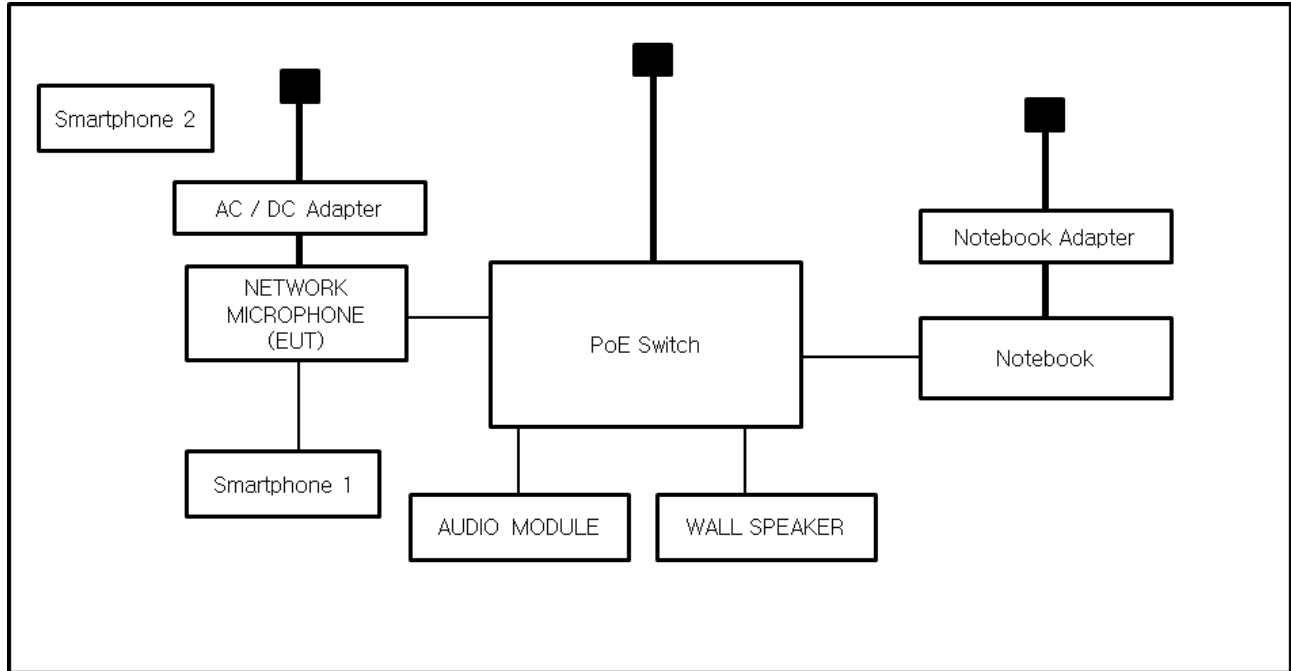 Smartphone 2
AC / DC Adapter
NETWORK
MICROPHONE
(EUT)
Smartphone 1
PoE Switch
AUDIO MODULE
WALL SPEAKER
Notebook Adapter
Notebook